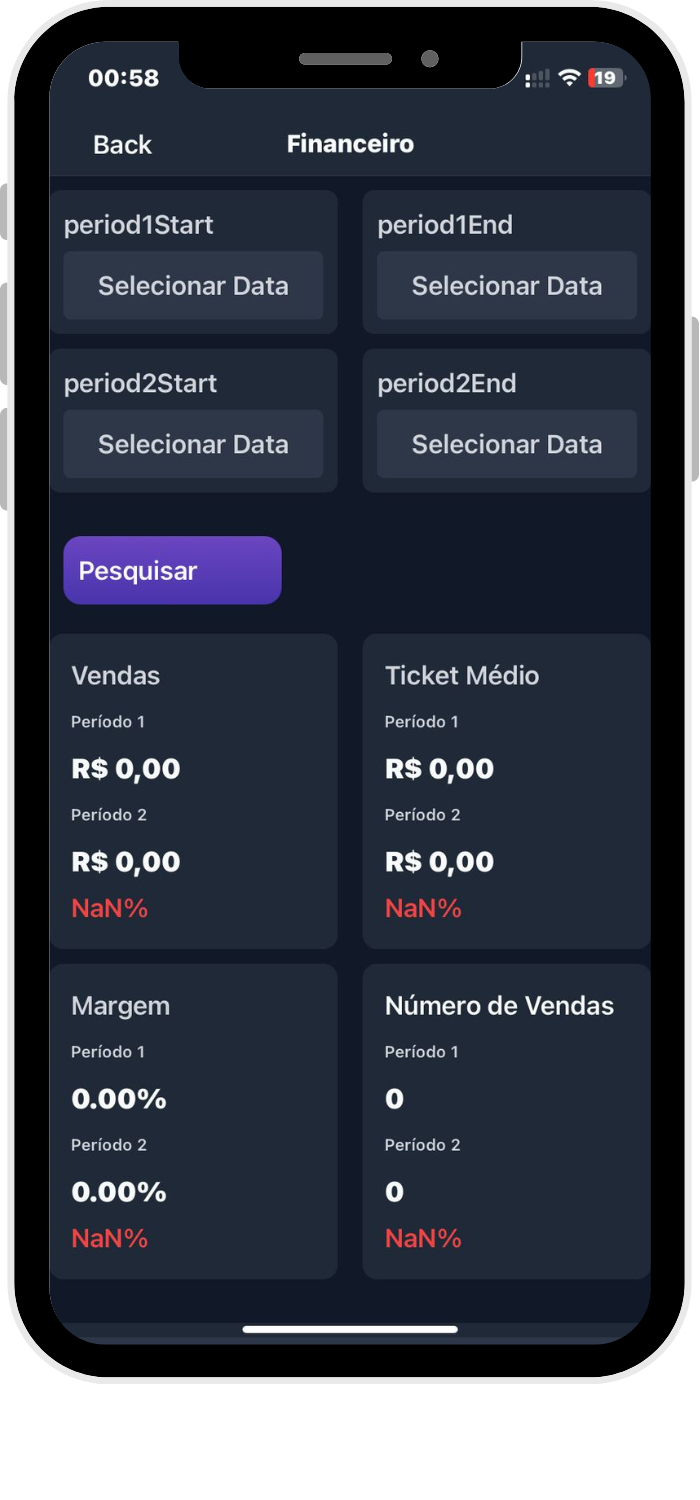 00:58
19
Back
Financeiro
period1Start
period1End
Selecionar Data
Selecionar Data
period2Start
period2End
Selecionar Data
Selecionar Data
Pesquisar
Vendas
Período 1
R$ 0,00
Período 2
R$ 0,00
NaN%
Ticket Médio
Período 1
R$ 0,00
Período 2
R$ 0,00
NaN%
Margem
Período 1
0.00%
Período 2
0.00%
NaN%
Número de Vendas
Período 1
0
Período 2
0
NaN%